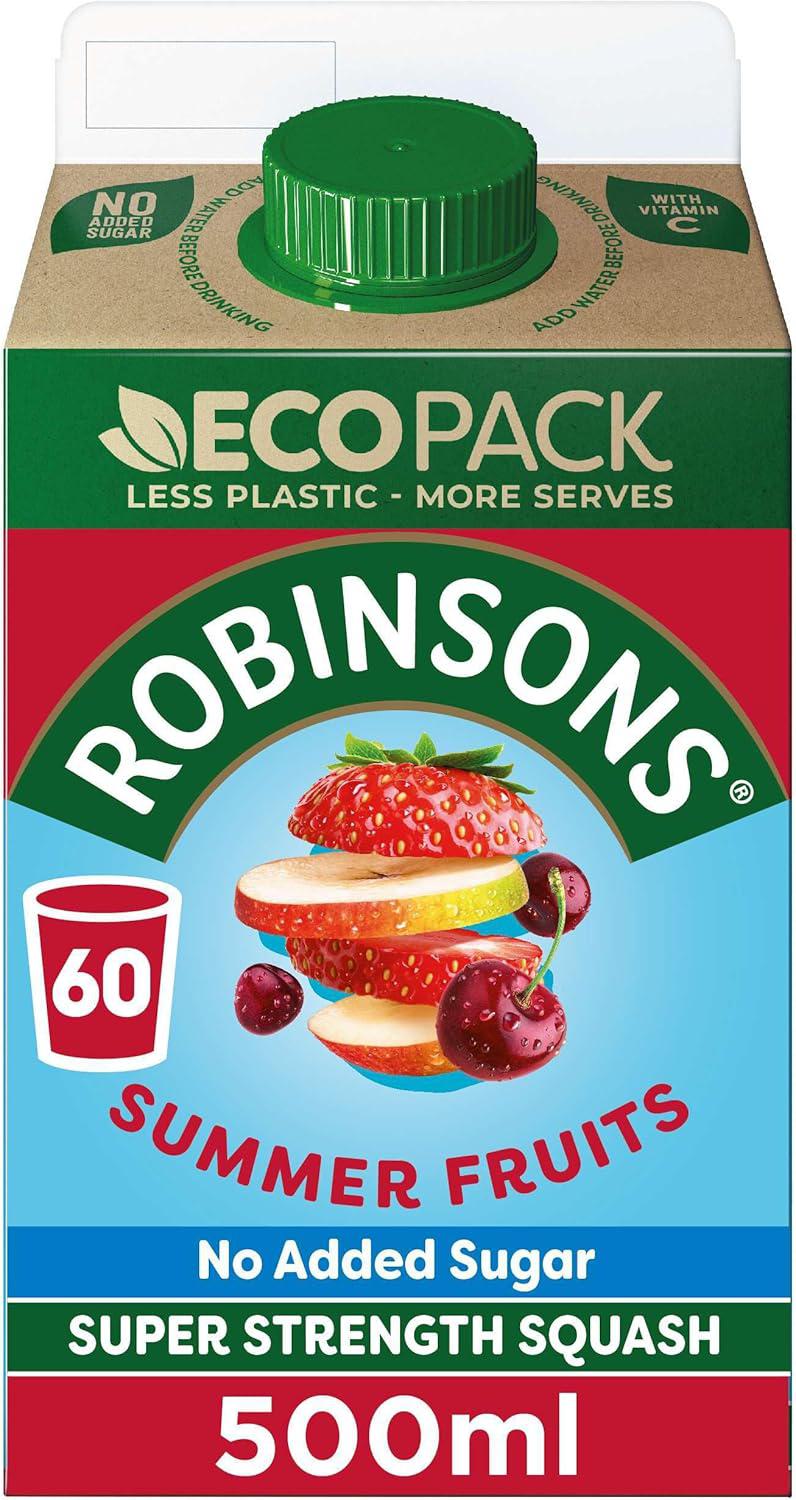 NO
ADDED
SUGAR
ADD WATER BEFORE DRINKING
ADD WATER BEFORE DRINKING
WITH
VITAMIN
C
ECOPACK
LESS PLASTIC - MORE SERVES
ROBINSONS®
60
SUMMER FRUITS
No Added Sugar
SUPER STRENGTH SQUASH
500ml